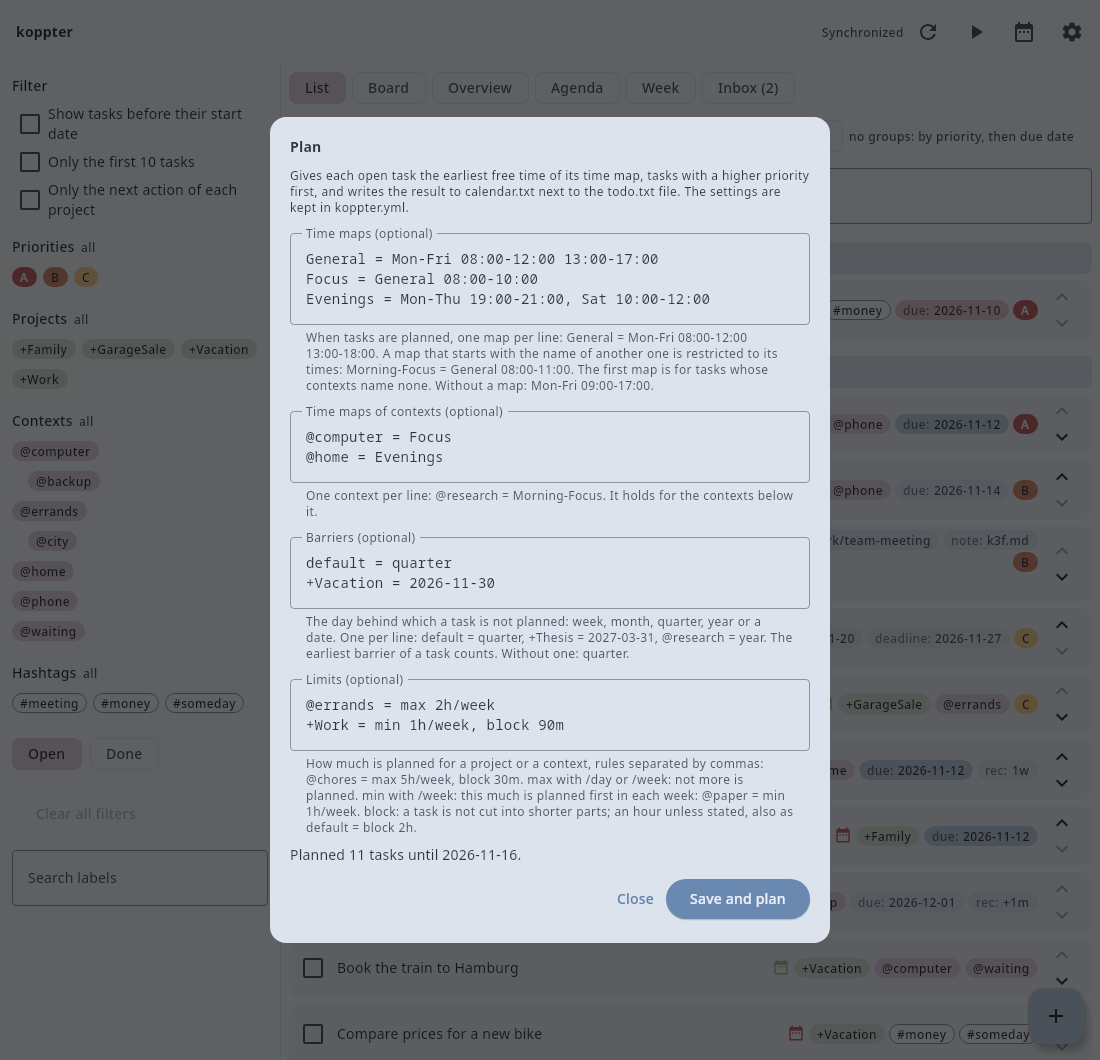 koppter
Synchronized
Filter
Show tasks before their start
date
Only the first 10 tasks
Only the next action of each
project
Priorities all
A B C
Projects all
+Family +GarageSale +Vacation
+Work
Contexts all
@computer
@backup
@errands
@city
@home
@phone
@waiting
Hashtags all
#meeting #money #someday
Open Done
Clear all filters
Search labels
List Board Overview Agenda Week Inbox (2)
no groups: by priority, then due date
Plan
Gives each open task the earliest free time of its time map, tasks with a higher priority
first, and writes the result to calendar.txt next to the todo.txt file. The settings are
kept in koppter.yml.
Time maps (optional)
General = Mon-Fri 08:00-12:00 13:00-17:00
Focus = General 08:00-10:00
Evenings = Mon-Thu 19:00-21:00, Sat 10:00-12:00
When tasks are planned, one map per line: General = Mon-Fri 08:00-12:00
13:00-18:00. A map that starts with the name of another one is restricted to its
times: Morning-Focus = General 08:00-11:00. The first map is for tasks whose
contexts name none. Without a map: Mon-Fri 09:00-17:00.
Time maps of contexts (optional)
@computer = Focus
@home = Evenings
One context per line: @research = Morning-Focus. It holds for the contexts below
it.
Barriers (optional)
default = quarter
+Vacation = 2026-11-30
The day behind which a task is not planned: week, month, quarter, year or a
date. One per line: default = quarter, +Thesis = 2027-03-31, @research = year. The
earliest barrier of a task counts. Without one: quarter.
Limits (optional)
@errands = max 2h/week
+Work = min 1h/week, block 90m
How much is planned for a project or a context, rules separated by commas:
@chores = max 5h/week, block 30m. max with /day or /week: not more is
planned. min with /week: this much is planned first in each week: @paper = min
1h/week. block: a task is not cut into shorter parts; an hour unless stated, also as
default = block 2h.
Planned 11 tasks until 2026-11-16.
Close Save and plan
#money due: 2026-11-10 A
@phone due: 2026-11-12 A
@phone due: 2026-11-14 B
k/team-meeting note: k3f.md
B
1-20 deadline: 2026-11-27 C
+GarageSale @errands C
me due: 2026-11-12 rec: 1w
+Family due: 2026-11-12
p due: 2026-12-01 rec: +1m
Book the train to Hamburg +Vacation @computer @waiting
Compare prices for a new bike +Vacation #money #someday